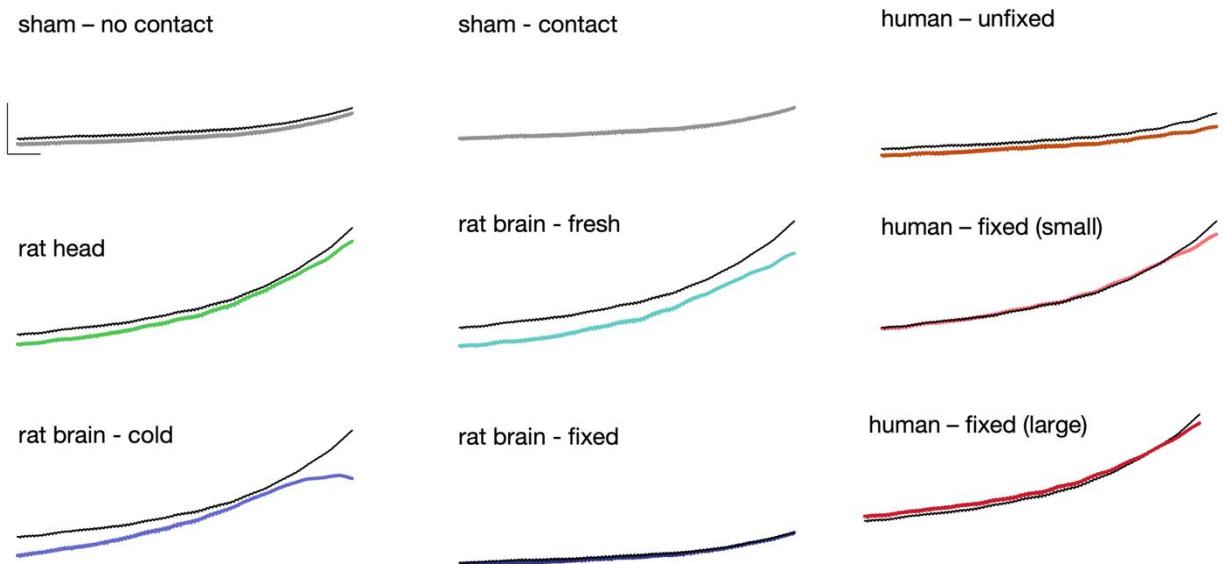 sham – no contact
sham - contact
human – unfixed
rat head
rat brain - fresh
human – fixed (small)
rat brain - cold
rat brain - fixed
human – fixed (large)